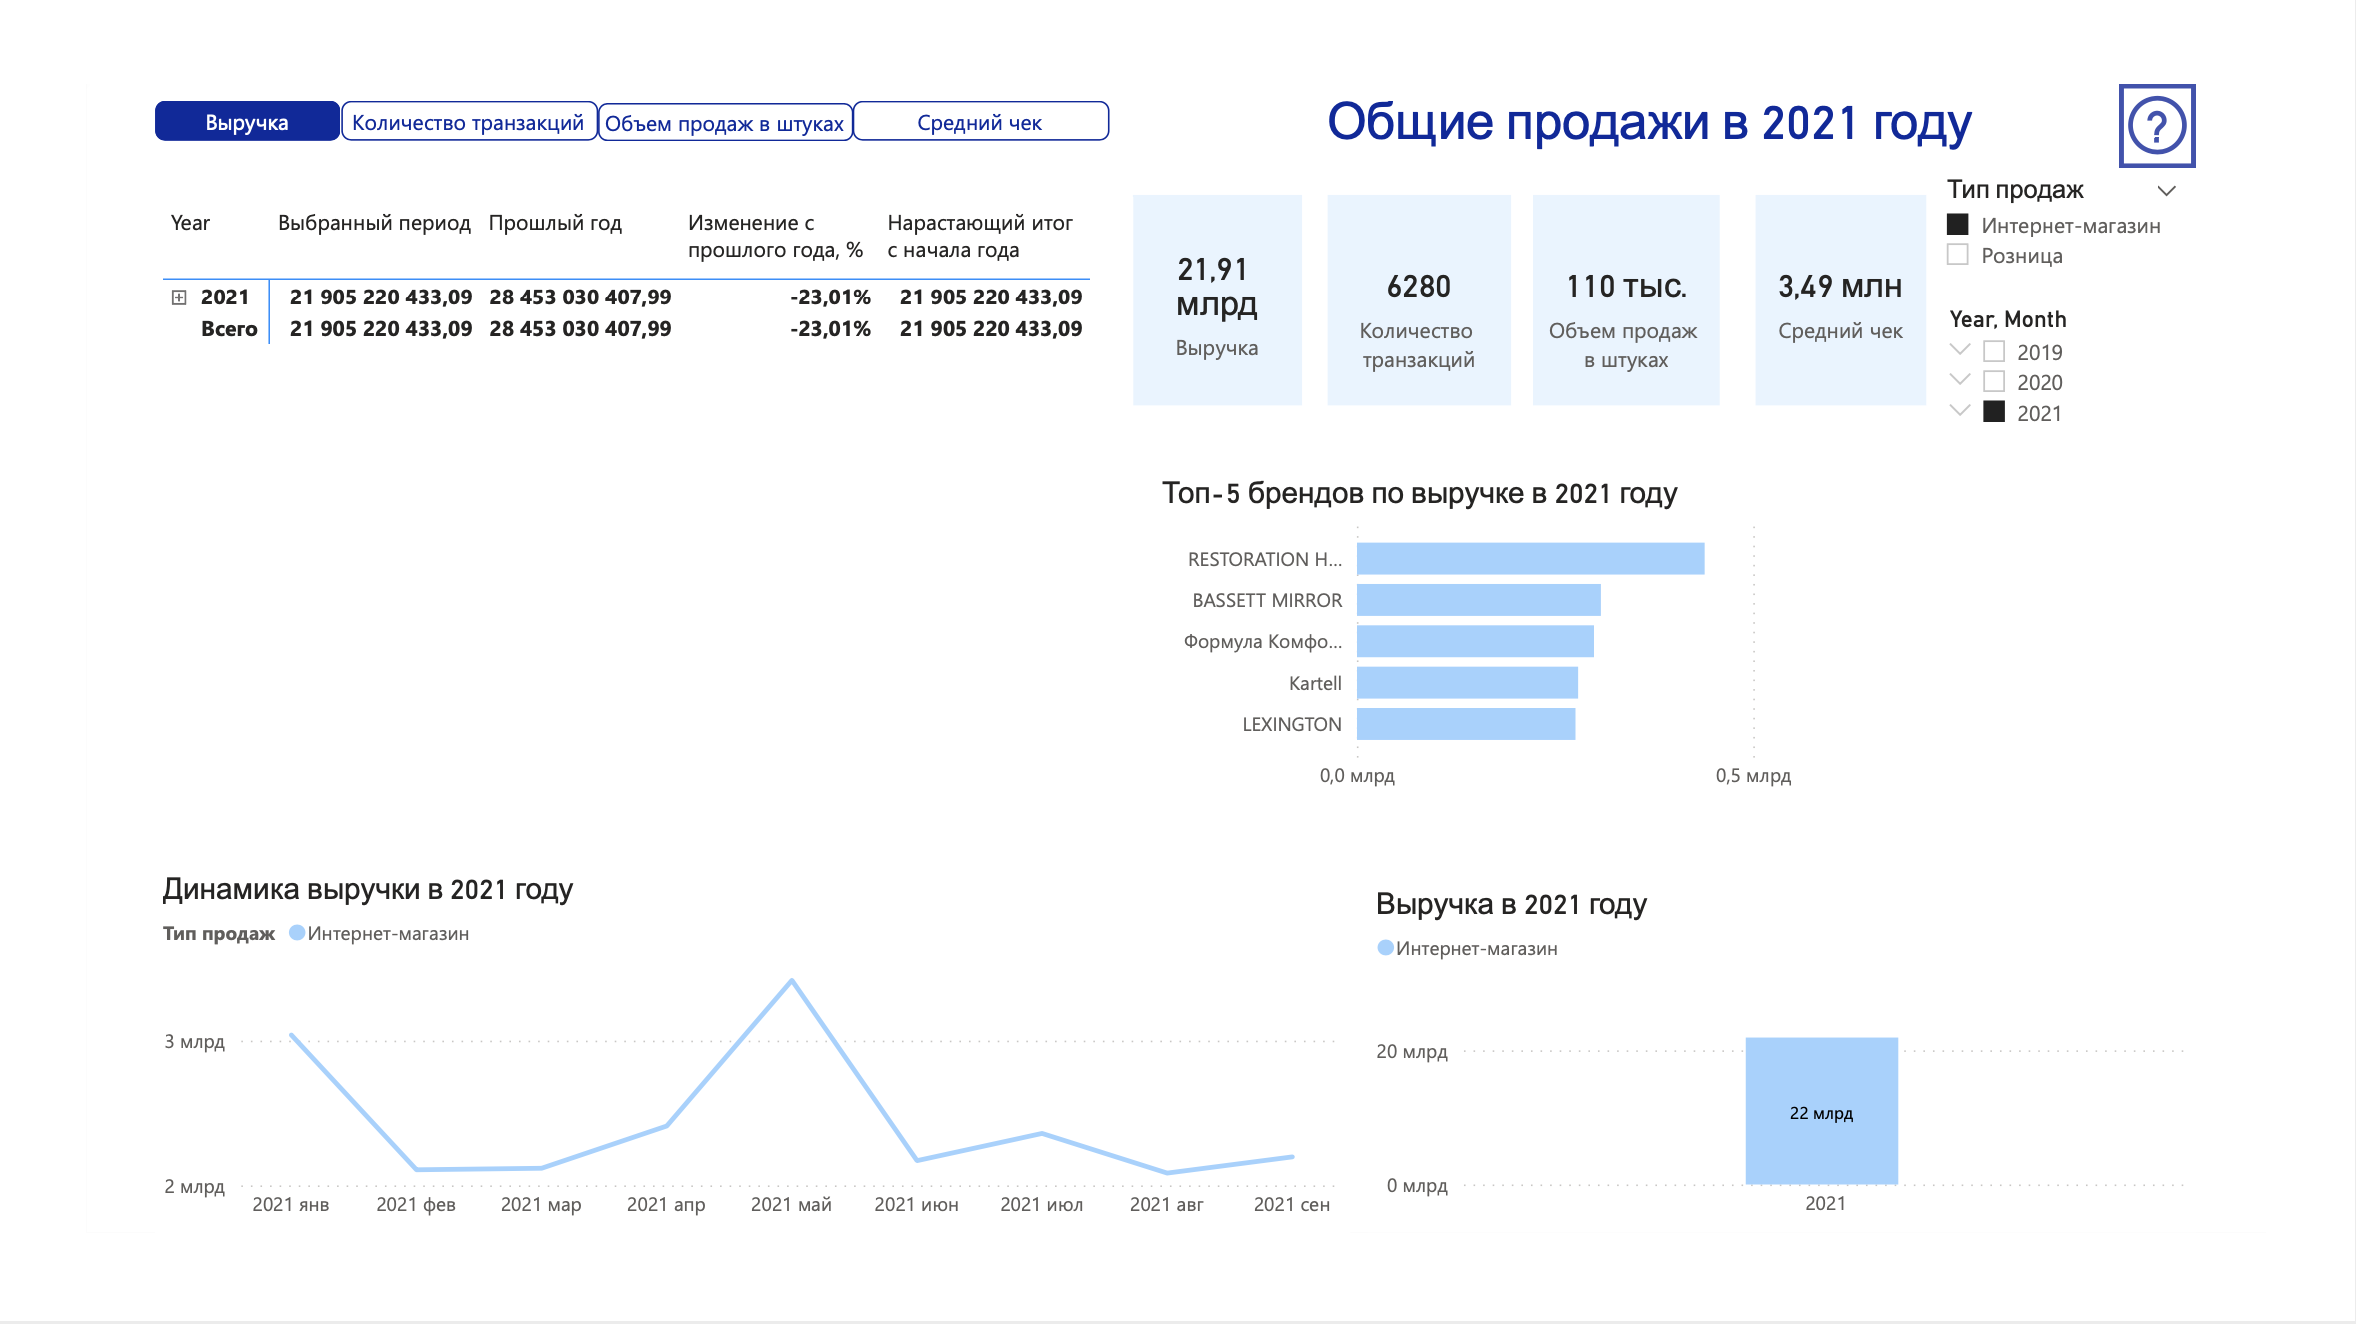 Выручка
Количество транзакций
Объем продаж в штуках
Средний чек
Общие продажи в 2021 году
?
Year
Выбранный период
Прошлый год
Изменение с
прошлого года, %
Нарастающий итог
с начала года
2021 21 905 220 433,09 28 453 030 407,99 -23,01% 21 905 220 433,09
Всего 21 905 220 433,09 28 453 030 407,99 -23,01% 21 905 220 433,09
21,91
млрд
Выручка
6280
Количество
транзакций
110 тыс.
Объем продаж
в штуках
3,49 млн
Средний чек
Тип продаж
Интернет-магазин
Розница
Year, Month
2019
2020
2021
Топ-5 брендов по выручке в 2021 году
RESTORATION H...
BASSETT MIRROR
Формула Комфо...
Kartell
LEXINGTON
0,0 млрд 0,5 млрд
Динамика выручки в 2021 году
Тип продаж Интернет-магазин
3 млрд
2 млрд
2021 янв 2021 фев 2021 мар 2021 апр 2021 май 2021 июн 2021 июл 2021 авг 2021 сен
Выручка в 2021 году
Интернет-магазин
20 млрд
22 млрд
0 млрд
2021